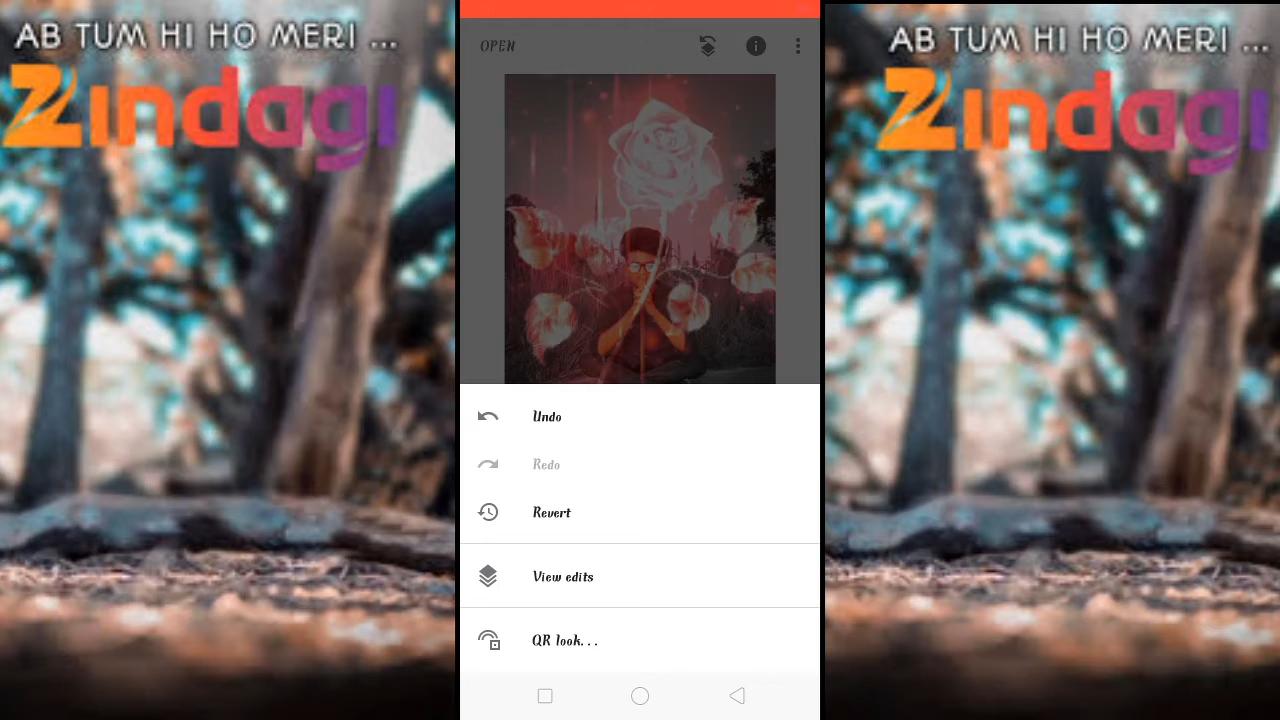 AB TUM HI HO MERI ...
Zindagi
OPEN
Undo
Redo
Revert
View edits
QR look...
AB TUM HI HO MERI ...
Zindagi